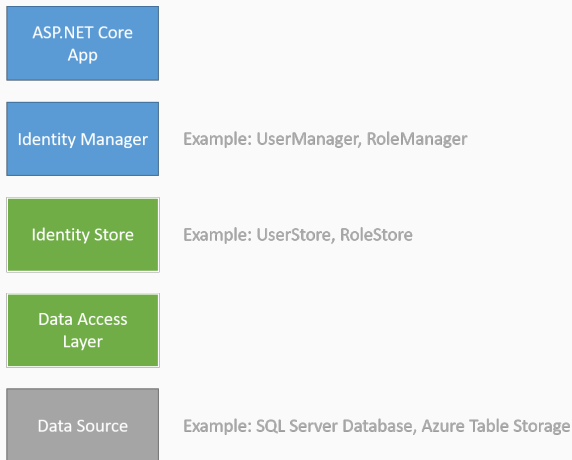 ASP.NET Core
App
Identity Manager
Example: UserManager, RoleManager
Identity Store
Example: UserStore, RoleStore
Data Access
Layer
Data Source
Example: SQL Server Database, Azure Table Storage